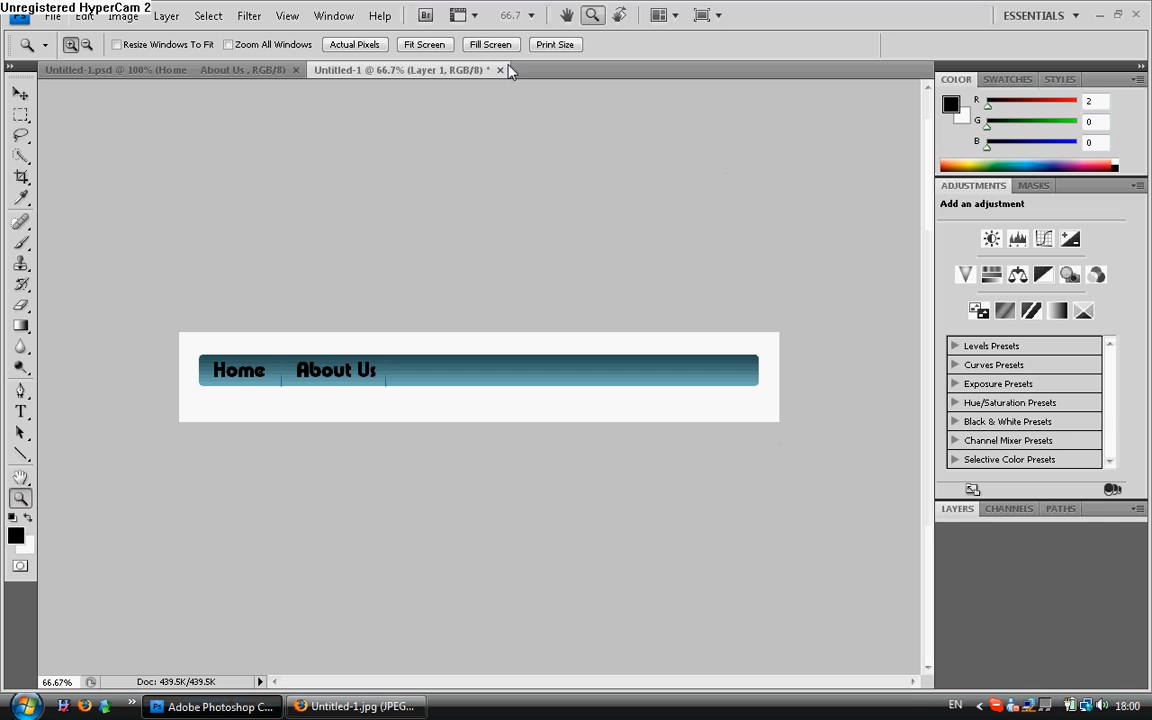 Unregistered HyperCam 2
File Edit Image Layer Select Filter View Window Help
Br
66.7
ESSENTIALS
Resize Windows To Fit
Zoom All Windows
Actual Pixels
Fit Screen
Fill Screen
Print Size
Untitled-1.psd @ 100% (Home About Us , RGB/8)
Untitled-1 @ 66.7% (Layer 1, RGB/8) *
COLOR
SWATCHES
STYLES
R 2
G 0
B 0
ADJUSTMENTS
MASKS
Add an adjustment
Home
About Us
Levels Presets
Curves Presets
Exposure Presets
Hue/Saturation Presets
Black & White Presets
Channel Mixer Presets
Selective Color Presets
LAYERS
CHANNELS
PATHS
66.67%
Doc: 439.5K/439.5K
Ps
Adobe Photoshop C...
Untitled-1.jpg (JPEG...
EN
18:00